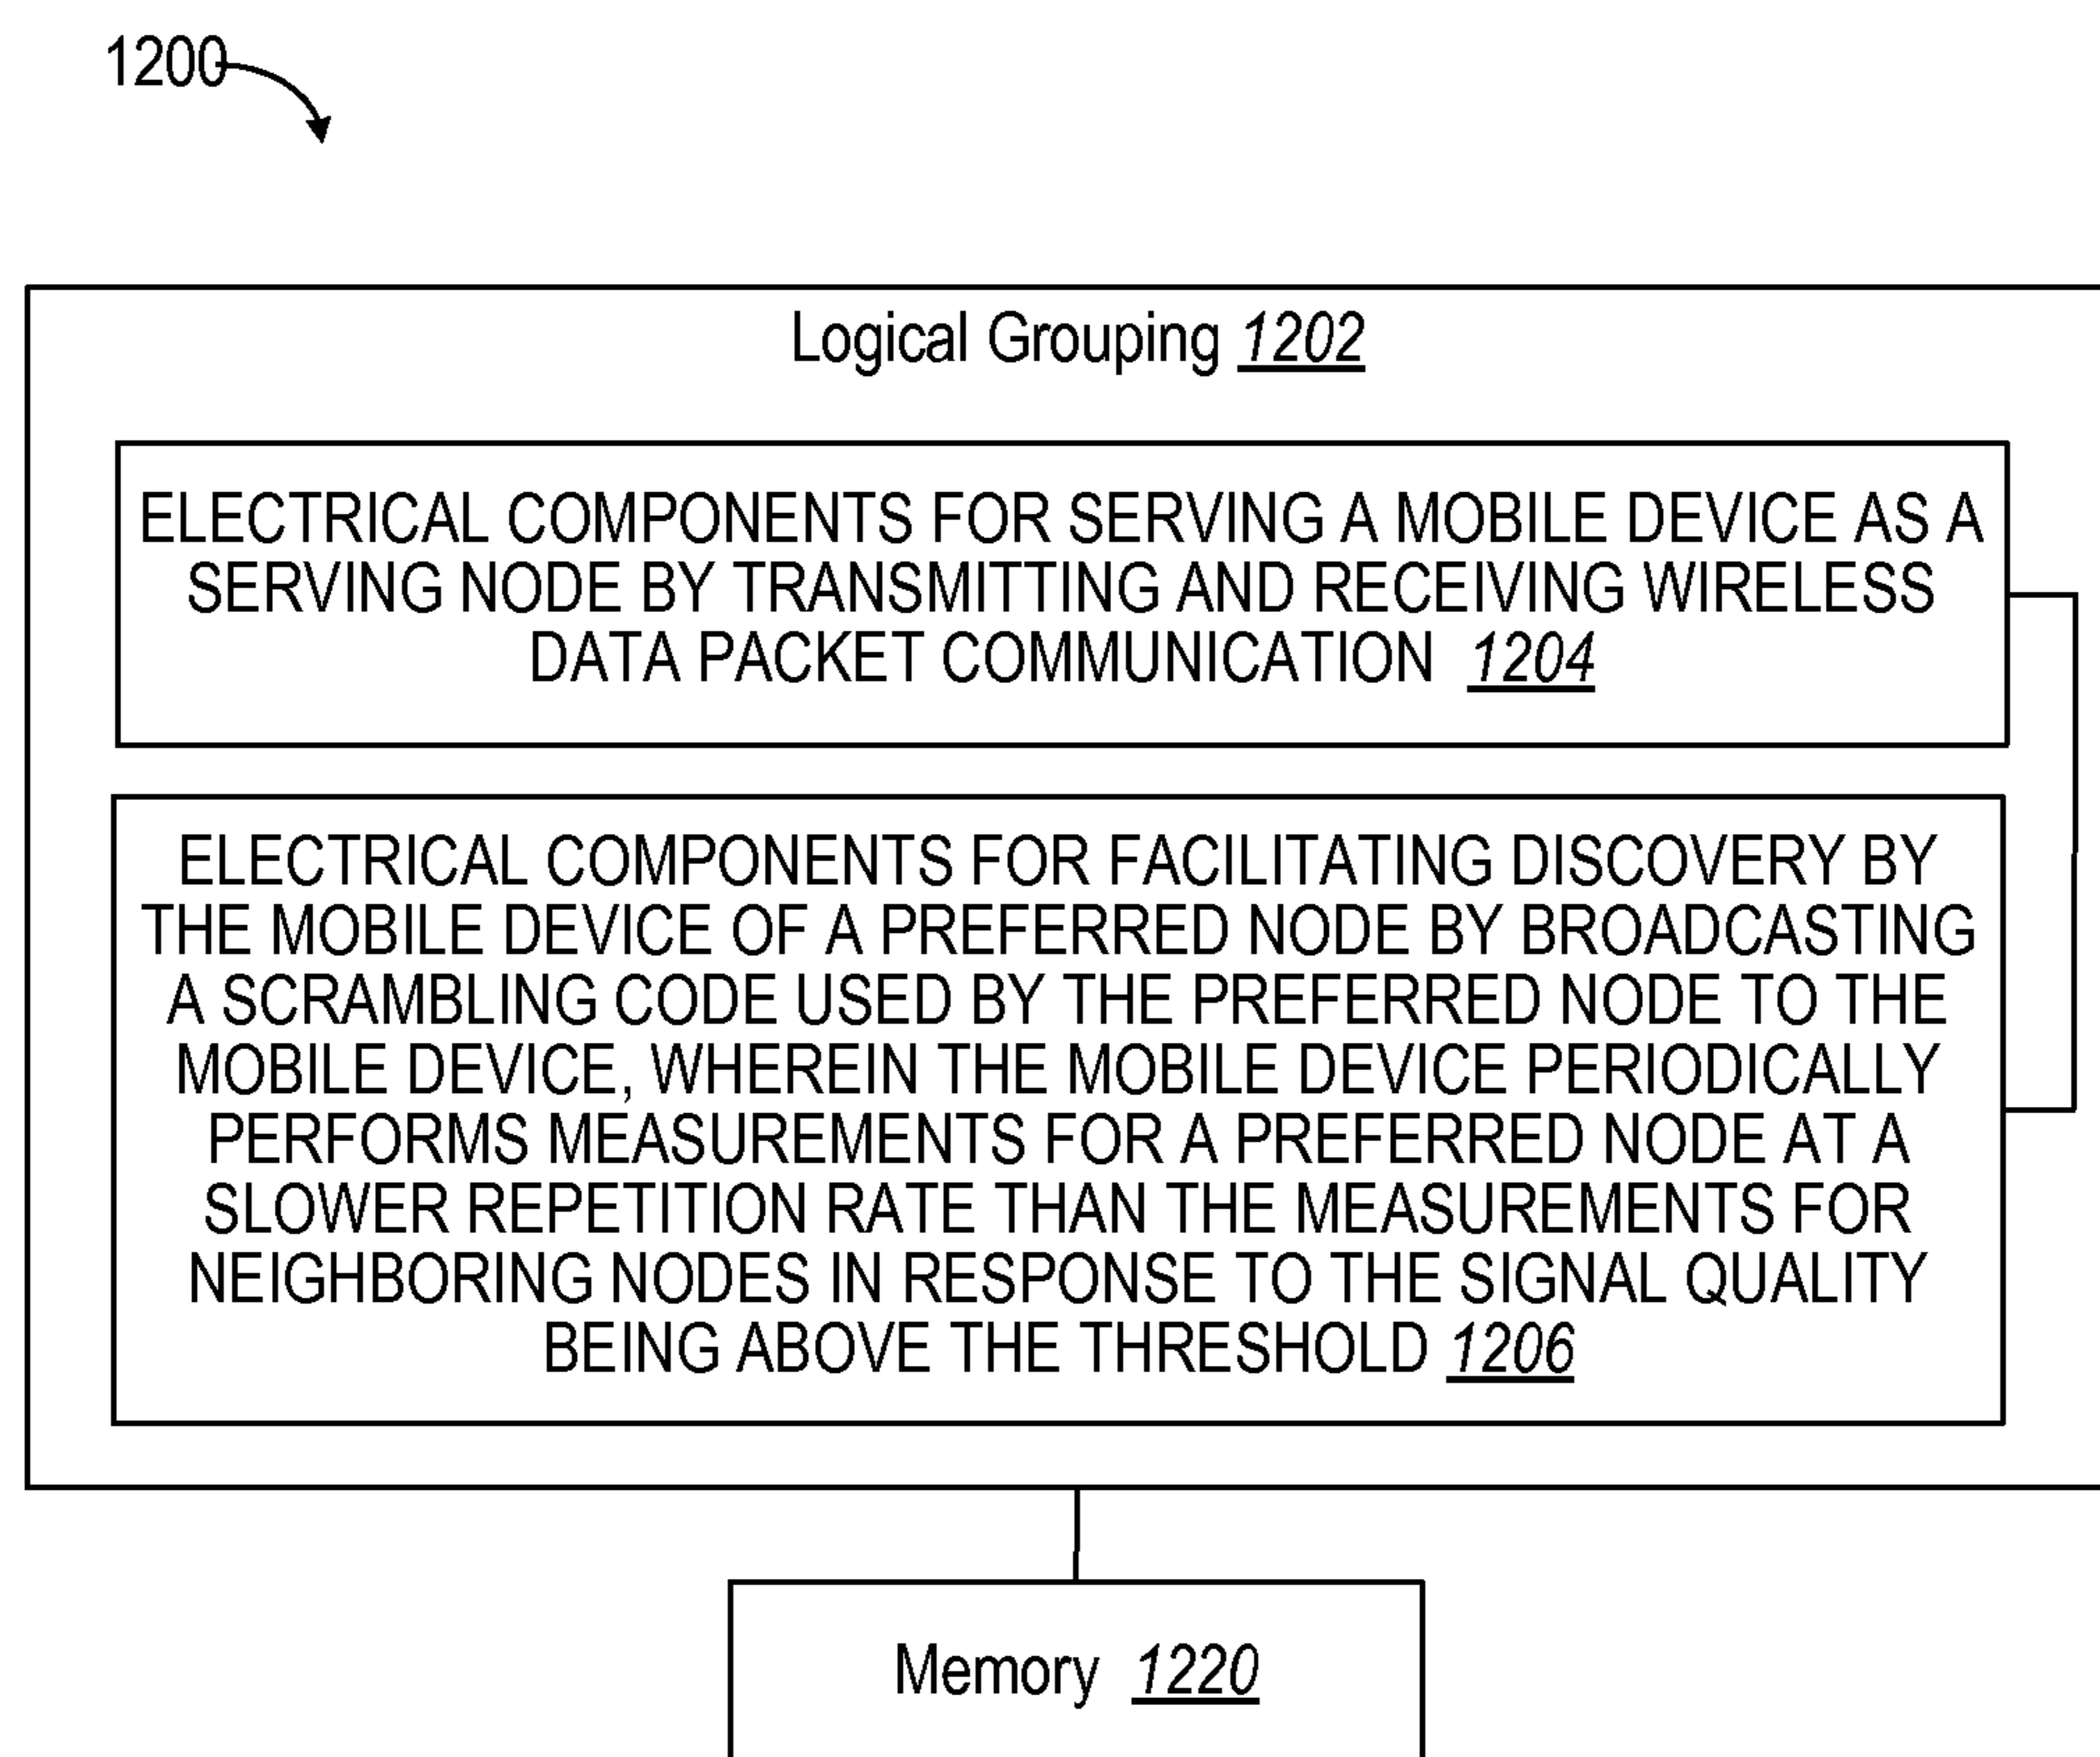 1200
Logical Grouping 1202
ELECTRICAL COMPONENTS FOR SERVING A MOBILE DEVICE AS A
SERVING NODE BY TRANSMITTING AND RECEIVING WIRELESS
DATA PACKET COMMUNICATION 1204
ELECTRICAL COMPONENTS FOR FACILITATING DISCOVERY BY
THE MOBILE DEVICE OF A PREFERRED NODE BY BROADCASTING
A SCRAMBLING CODE USED BY THE PREFERRED NODE TO THE
MOBILE DEVICE, WHEREIN THE MOBILE DEVICE PERIODICALLY
PERFORMS MEASUREMENTS FOR A PREFERRED NODE AT A
SLOWER REPETITION RATE THAN THE MEASUREMENTS FOR
NEIGHBORING NODES IN RESPONSE TO THE SIGNAL QUALITY
BEING ABOVE THE THRESHOLD 1206
Memory 1220